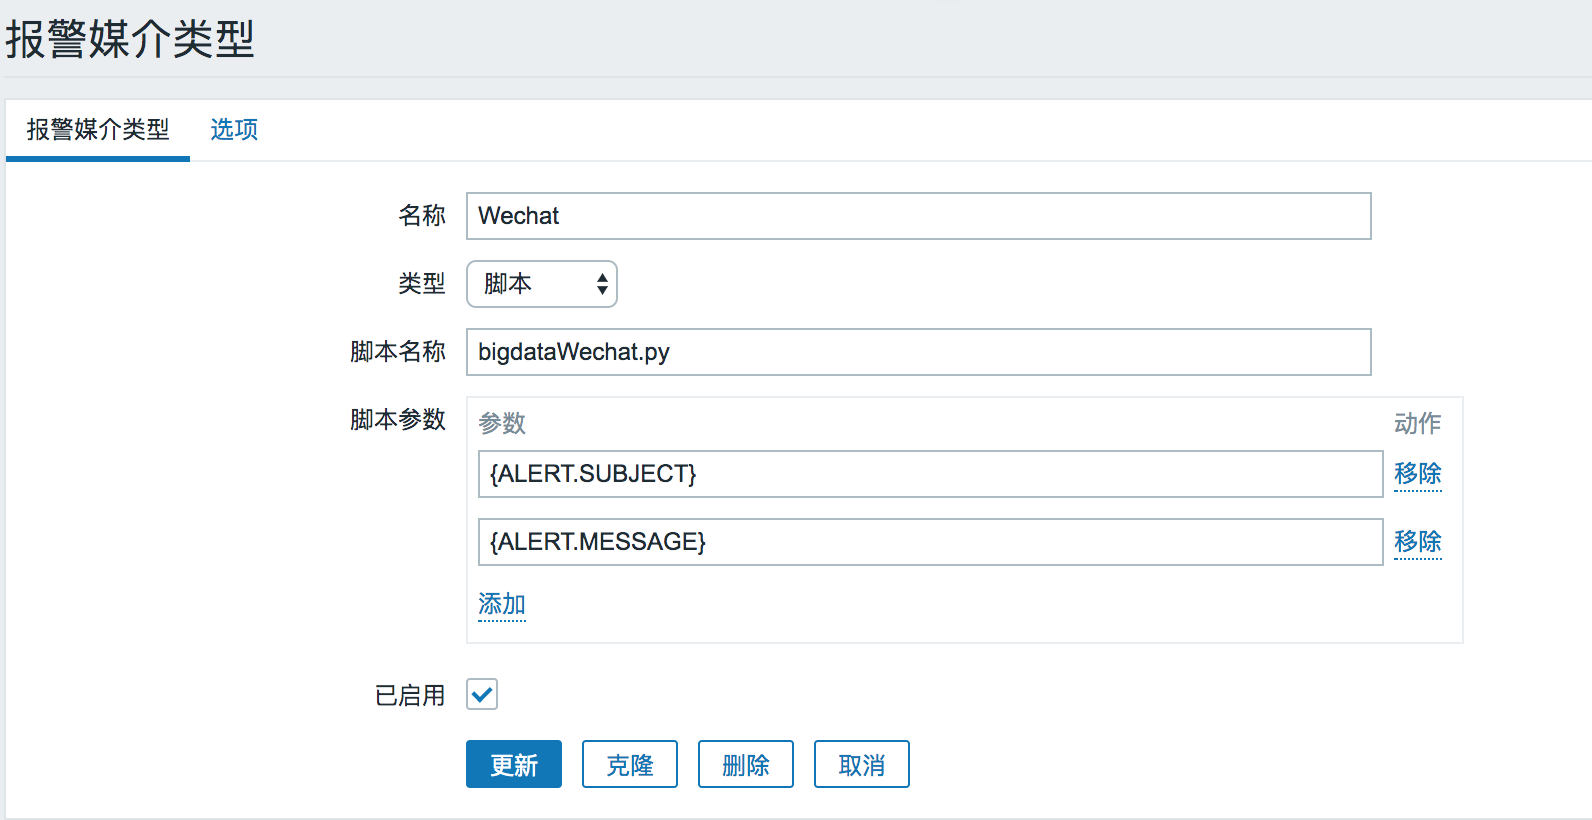 报警媒介类型
报警媒介类型 选项
名称 Wechat
类型 脚本
脚本名称 bigdataWechat.py
脚本参数 参数 动作
{ALERT.SUBJECT} 移除
{ALERT.MESSAGE} 移除
添加
已启用
更新 克隆 删除 取消